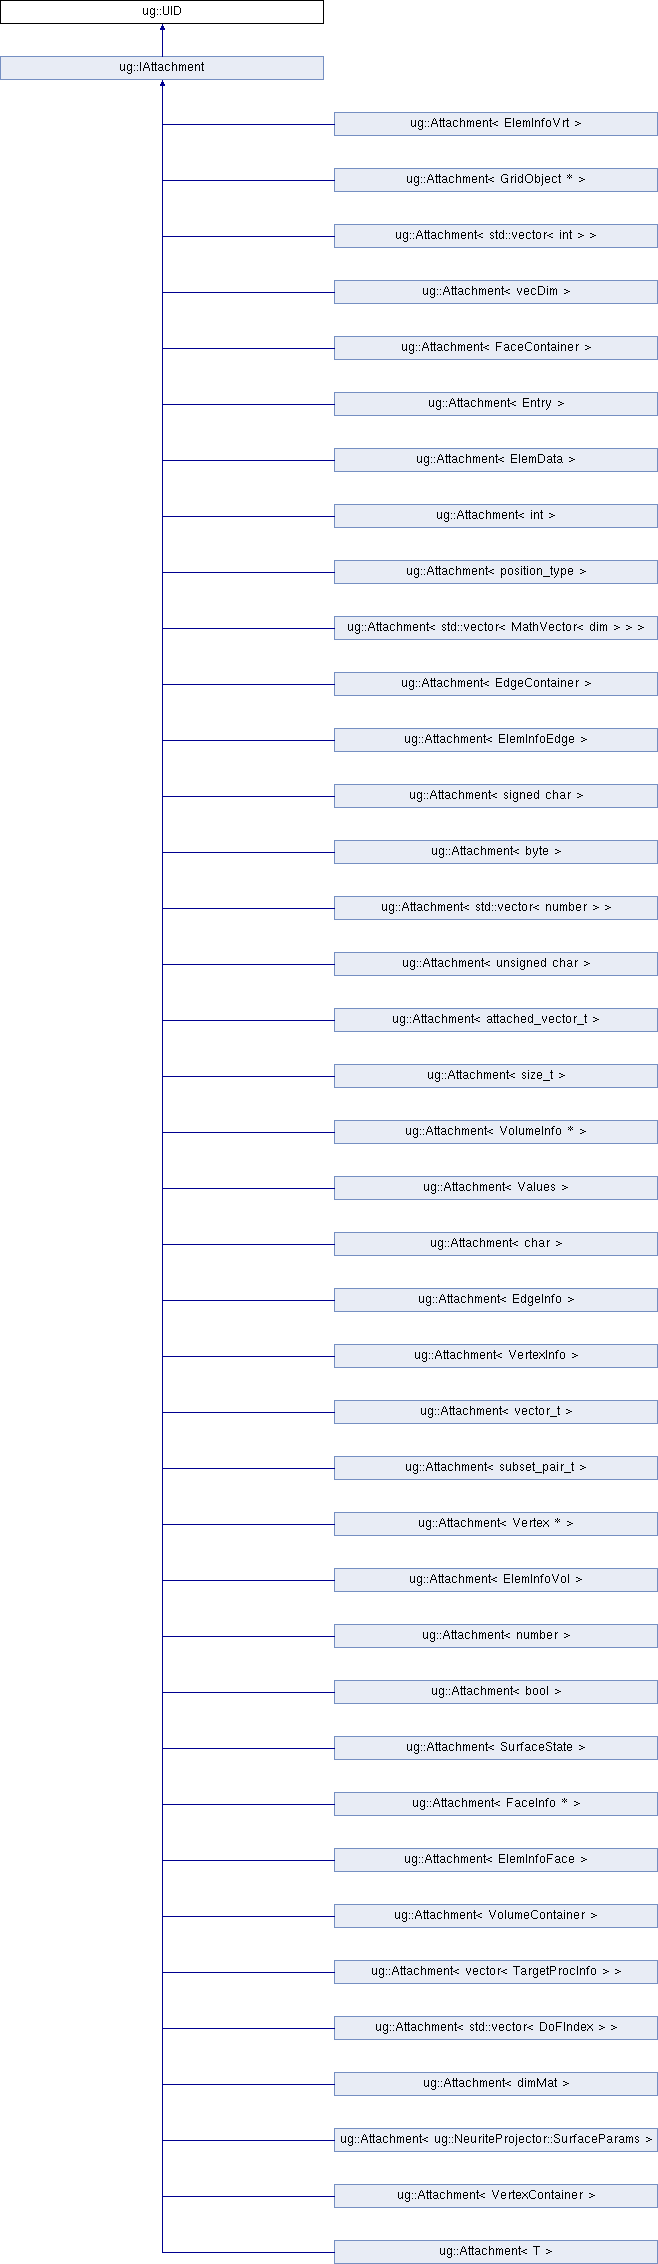 ug::UID
ug::IAttachment
ug::Attachment< ElemInfoVrt >
ug::Attachment< GridObject * >
ug::Attachment< std::vector< int > >
ug::Attachment< vecDim >
ug::Attachment< FaceContainer >
ug::Attachment< Entry >
ug::Attachment< ElemData >
ug::Attachment< int >
ug::Attachment< position_type >
ug::Attachment< std::vector< MathVector< dim > > >
ug::Attachment< EdgeContainer >
ug::Attachment< ElemInfoEdge >
ug::Attachment< signed char >
ug::Attachment< byte >
ug::Attachment< std::vector< number > >
ug::Attachment< unsigned char >
ug::Attachment< attached_vector_t >
ug::Attachment< size_t >
ug::Attachment< VolumeInfo * >
ug::Attachment< Values >
ug::Attachment< char >
ug::Attachment< EdgeInfo >
ug::Attachment< VertexInfo >
ug::Attachment< vector_t >
ug::Attachment< subset_pair_t >
ug::Attachment< Vertex * >
ug::Attachment< ElemInfoVol >
ug::Attachment< number >
ug::Attachment< bool >
ug::Attachment< SurfaceState >
ug::Attachment< FaceInfo * >
ug::Attachment< ElemInfoFace >
ug::Attachment< VolumeContainer >
ug::Attachment< vector< TargetProcInfo > >
ug::Attachment< std::vector< DoFIndex > >
ug::Attachment< dimMat >
ug::Attachment< ug::NeuriteProjector::SurfaceParams >
ug::Attachment< VertexContainer >
ug::Attachment< T >